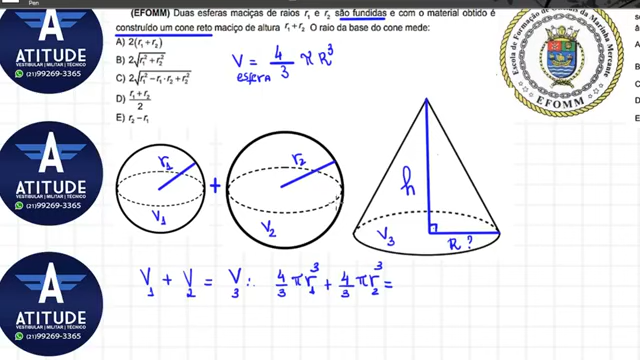 Pen
(EFOMM) Duas esferas maciças de raios r₁ e r₂ são fundidas e com o material obtido é
construído um cone reto maciço de altura r₁ + r₂ O raio da base do cone mede:
A) 2(r₁ + r₂)
B) 2√(r₁² + r₂²)
C) 2√(r₁² − r₁·r₂ + r₂²)
D) (r₁ + r₂)/2
E) r₂ − r₁
V = 4/3 π R³
ESFERA
Escola de Formação de Oficiais da Marinha Mercante
EFOMM
A
ATITUDE
VESTIBULAR | MILITAR | TÉCNICO
(21)99269-3365
A
ATITUDE
VESTIBULAR | MILITAR | TÉCNICO
(21)99269-3365
A
ATITUDE
VESTIBULAR | MILITAR | TÉCNICO
(21)99269-3365
r₁
V₁
+
r₂
V₂
h
V₃
R ?
V₁ + V₂ = V₃ ∴ 4/3 πr₁³ + 4/3 πr₂³ =